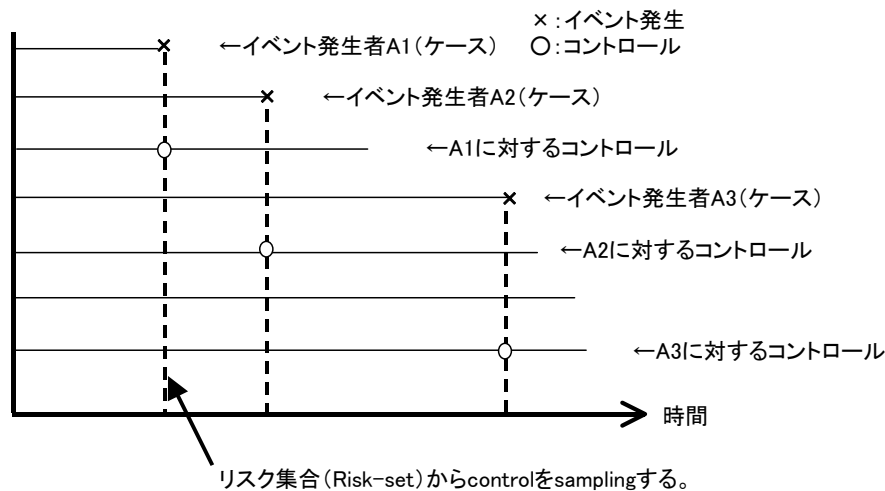 ×：イベント発生
○：コントロール
←イベント発生者A1（ケース）
←イベント発生者A2（ケース）
←A1に対するコントロール
←イベント発生者A3（ケース）
←A2に対するコントロール
←A3に対するコントロール
時間
リスク集合（Risk-set）からcontrolをsamplingする。